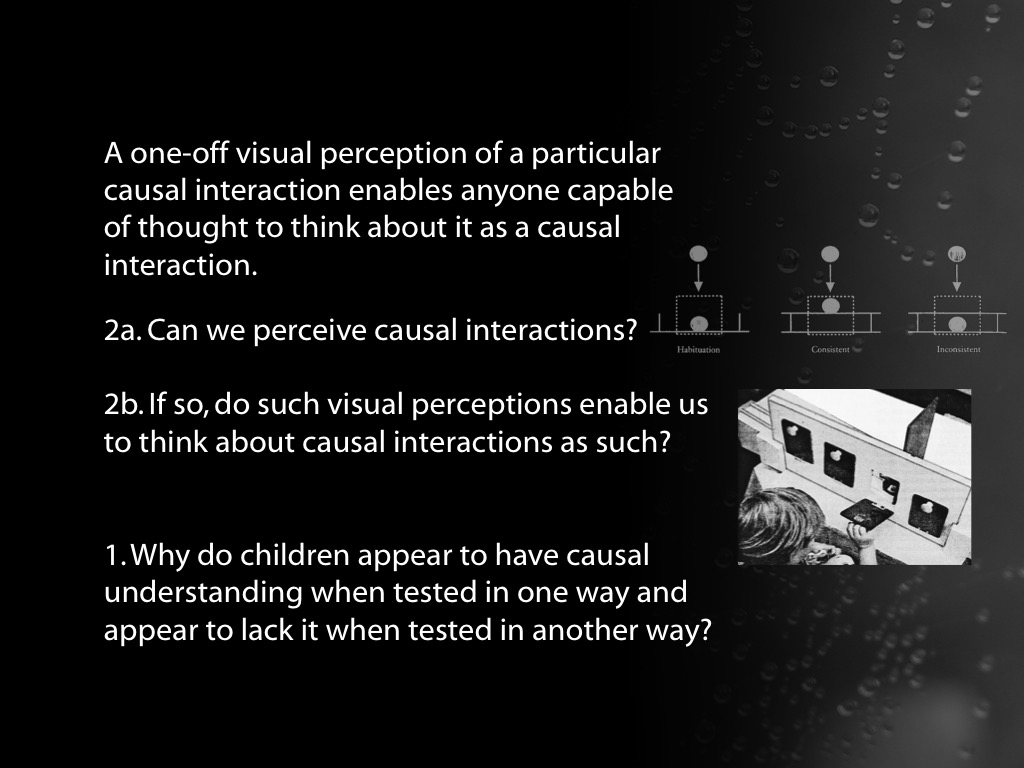 A one-off visual perception of a particular
causal interaction enables anyone capable
of thought to think about it as a causal
interaction.
2a. Can we perceive causal interactions?
Habituation
Consistent
Inconsistent
2b. If so, do such visual perceptions enable us
to think about causal interactions as such?
1. Why do children appear to have causal
understanding when tested in one way and
appear to lack it when tested in another way?